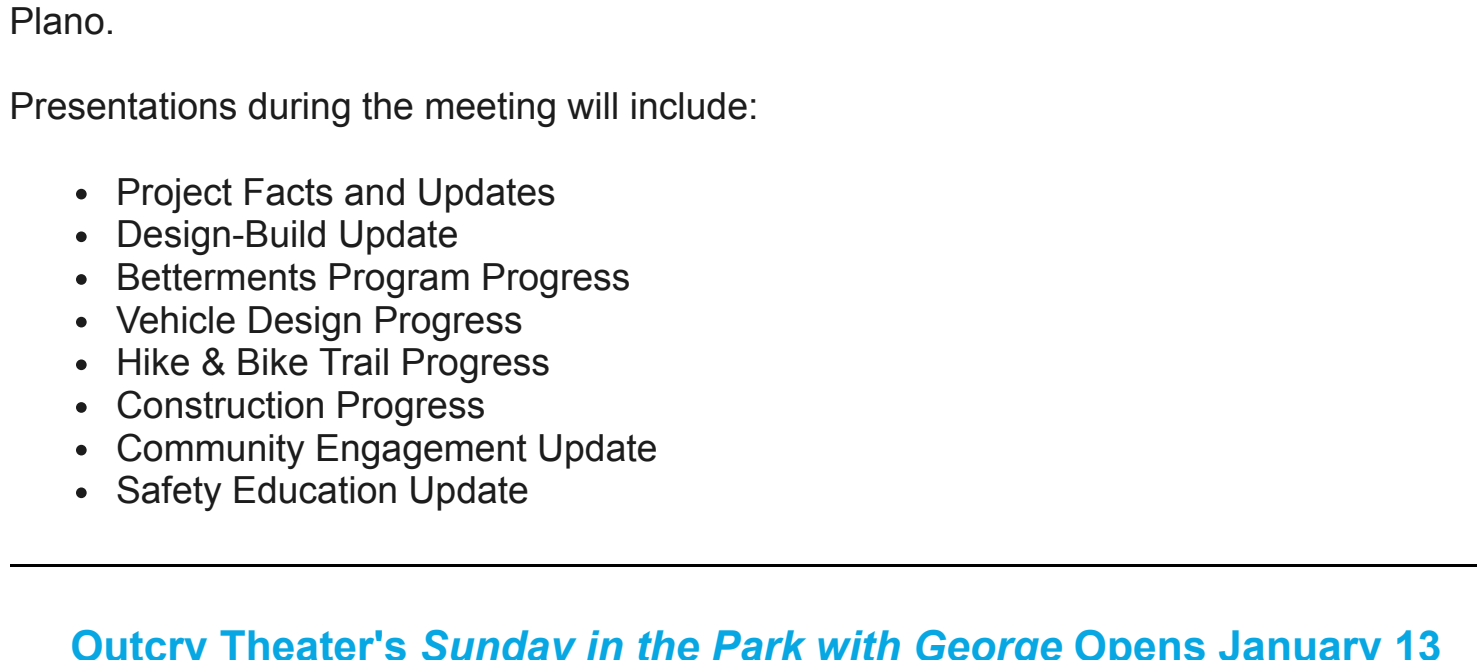 Plano.
Presentations during the meeting will include:
• Project Facts and Updates
• Design-Build Update
• Betterments Program Progress
• Vehicle Design Progress
• Hike & Bike Trail Progress
• Construction Progress
• Community Engagement Update
• Safety Education Update
Outcry Theater's Sunday in the Park with George Opens January 13